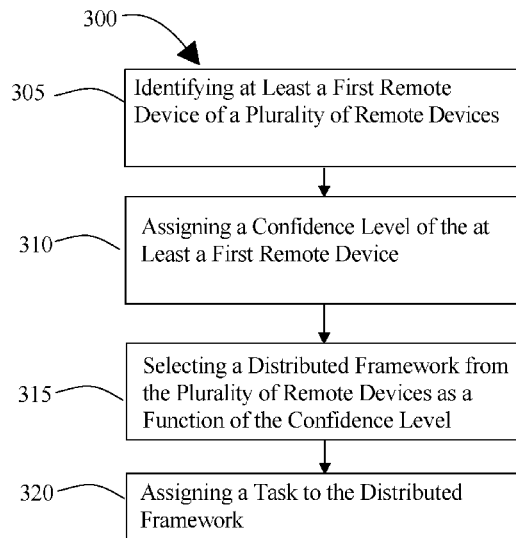 300
305
Identifying at Least a First Remote
Device of a Plurality of Remote Devices
310
Assigning a Confidence Level of the at
Least a First Remote Device
315
Selecting a Distributed Framework from
the Plurality of Remote Devices as a
Function of the Confidence Level
320
Assigning a Task to the Distributed
Framework